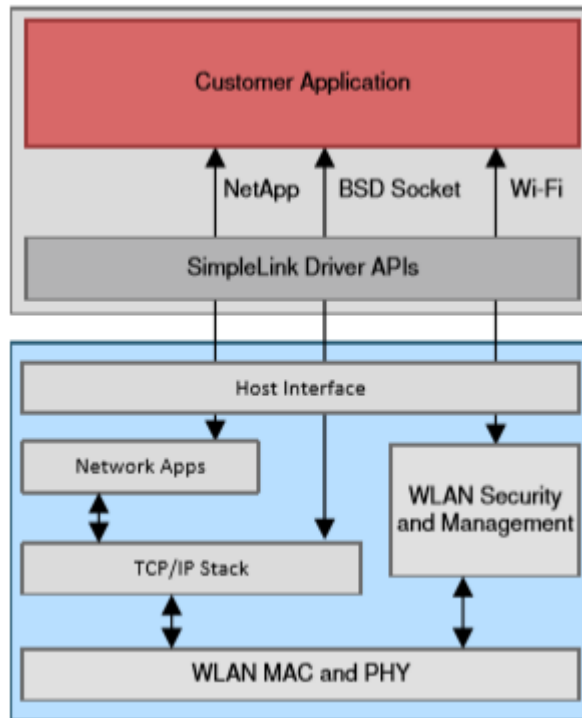 Customer Application
NetApp BSD Socket Wi-Fi
SimpleLink Driver APIs
Host Interface
Network Apps
WLAN Security
and Management
TCP/IP Stack
WLAN MAC and PHY